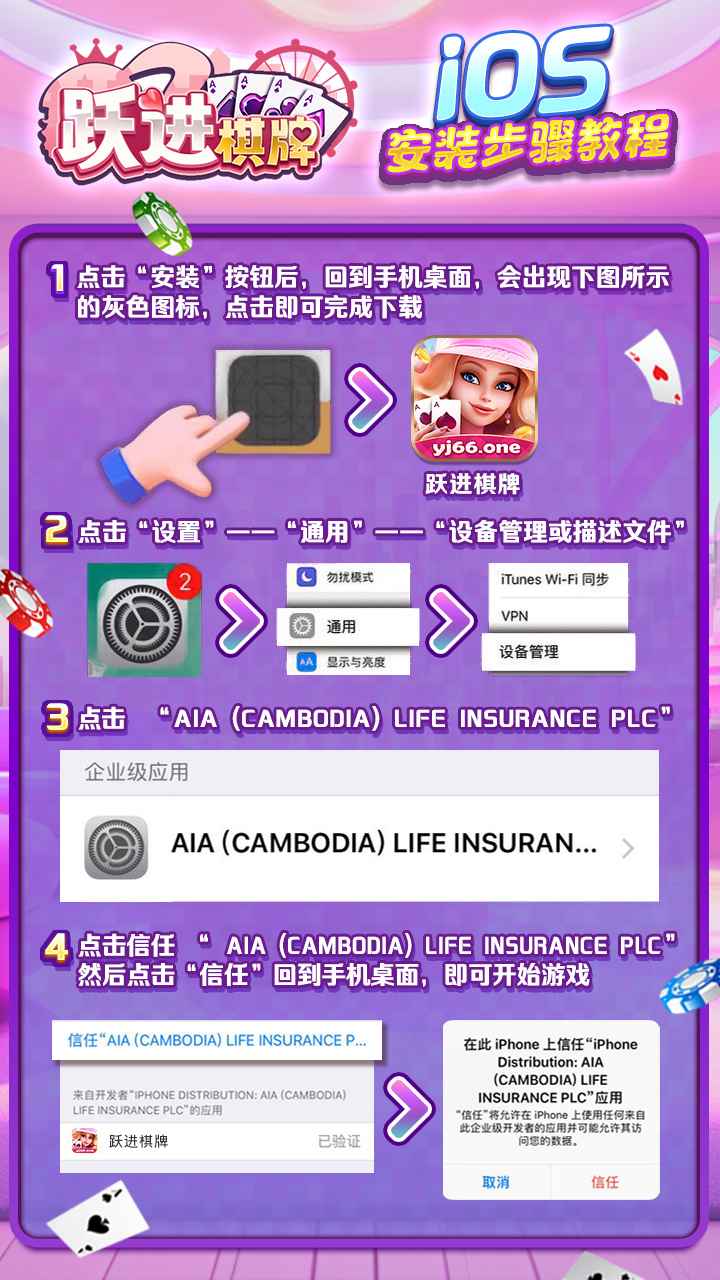 跃进棋牌
iOS
安装步骤教程
1 点击“安装”按钮后，回到手机桌面，会出现下图所示
的灰色图标，点击即可完成下载
yj66.one
跃进棋牌
2 点击“设置”——“通用”——“设备管理或描述文件”
2
勿扰模式
通用
显示与亮度
iTunes Wi-Fi 同步
VPN
设备管理
3 点击 “AIA (CAMBODIA) LIFE INSURANCE PLC”
企业级应用
AIA (CAMBODIA) LIFE INSURAN...
4 点击信任 “ AIA (CAMBODIA) LIFE INSURANCE PLC”
然后点击“信任”回到手机桌面，即可开始游戏
信任“AIA (CAMBODIA) LIFE INSURANCE P...
来自开发者“IPHONE DISTRIBUTION: AIA (CAMBODIA)
LIFE INSURANCE PLC”的应用
跃进棋牌 已验证
在此 iPhone 上信任“iPhone
Distribution: AIA
(CAMBODIA) LIFE
INSURANCE PLC”应用
“信任”将允许在 iPhone 上使用任何来自
此企业级开发者的应用并可能允许其访
问您的数据。
取消 信任